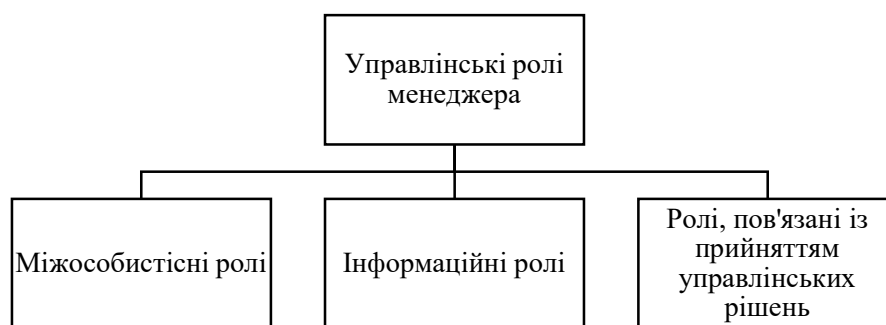 Управлінські ролі
менеджера
Міжособистісні ролі
Інформаційні ролі
Ролі, пов'язані із
прийняттям
управлінських
рішень